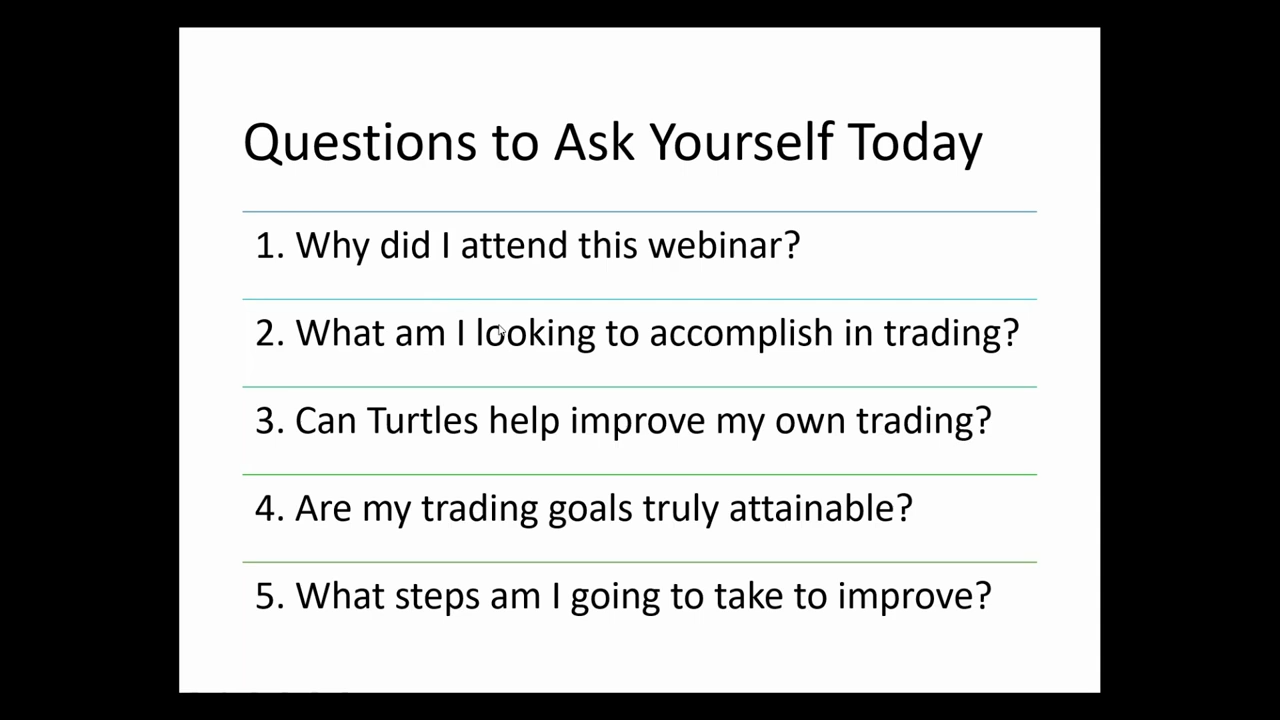 Questions to Ask Yourself Today
1. Why did I attend this webinar?
2. What am I looking to accomplish in trading?
3. Can Turtles help improve my own trading?
4. Are my trading goals truly attainable?
5. What steps am I going to take to improve?